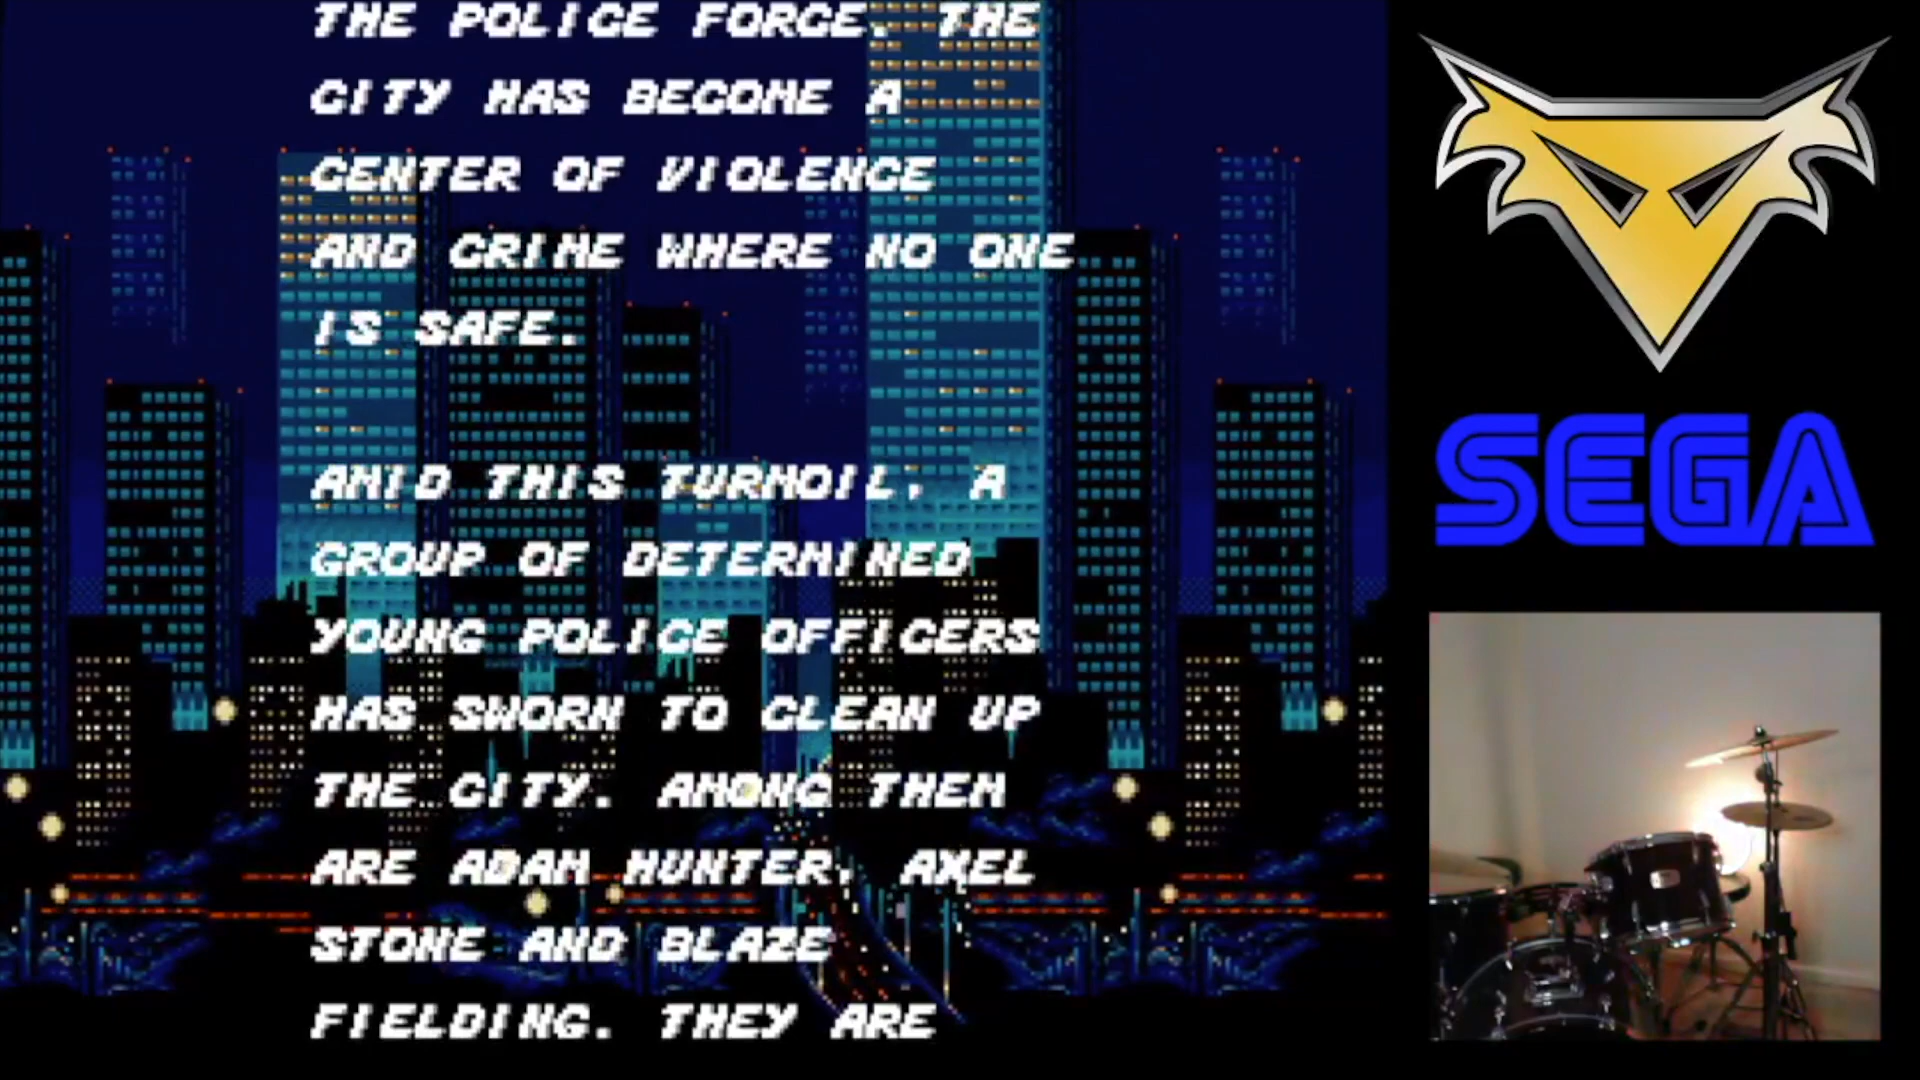 THE POLICE FORCE. THE
CITY HAS BECOME A
CENTER OF VIOLENCE
AND CRIME WHERE NO ONE
IS SAFE.
AMID THIS TURMOIL, A
GROUP OF DETERMINED
YOUNG POLICE OFFICERS
HAS SWORN TO CLEAN UP
THE CITY. AMONG THEM
ARE ADAM HUNTER, AXEL
STONE AND BLAZE
FIELDING. THEY ARE
SEGA